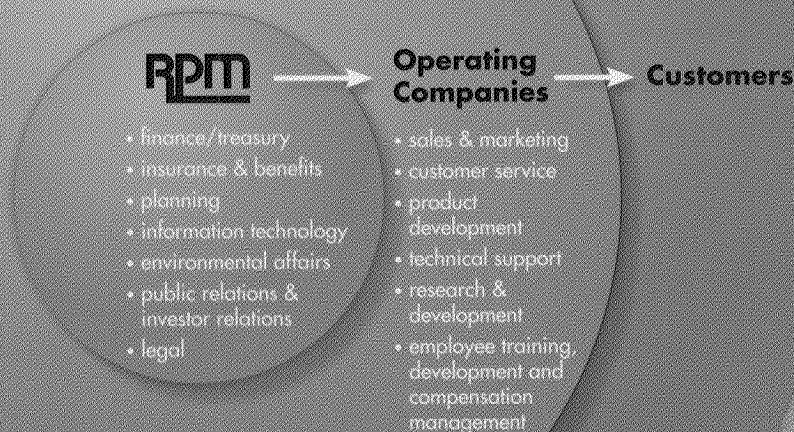 RPM
• finance/treasury
• insurance & benefits
• planning
• information technology
• environmental affairs
• public relations &
investor relations
• legal
Operating
Companies
• sales & marketing
• customer service
• product
development
• technical support
• research &
development
• employee training,
development and
compensation
management
Customers